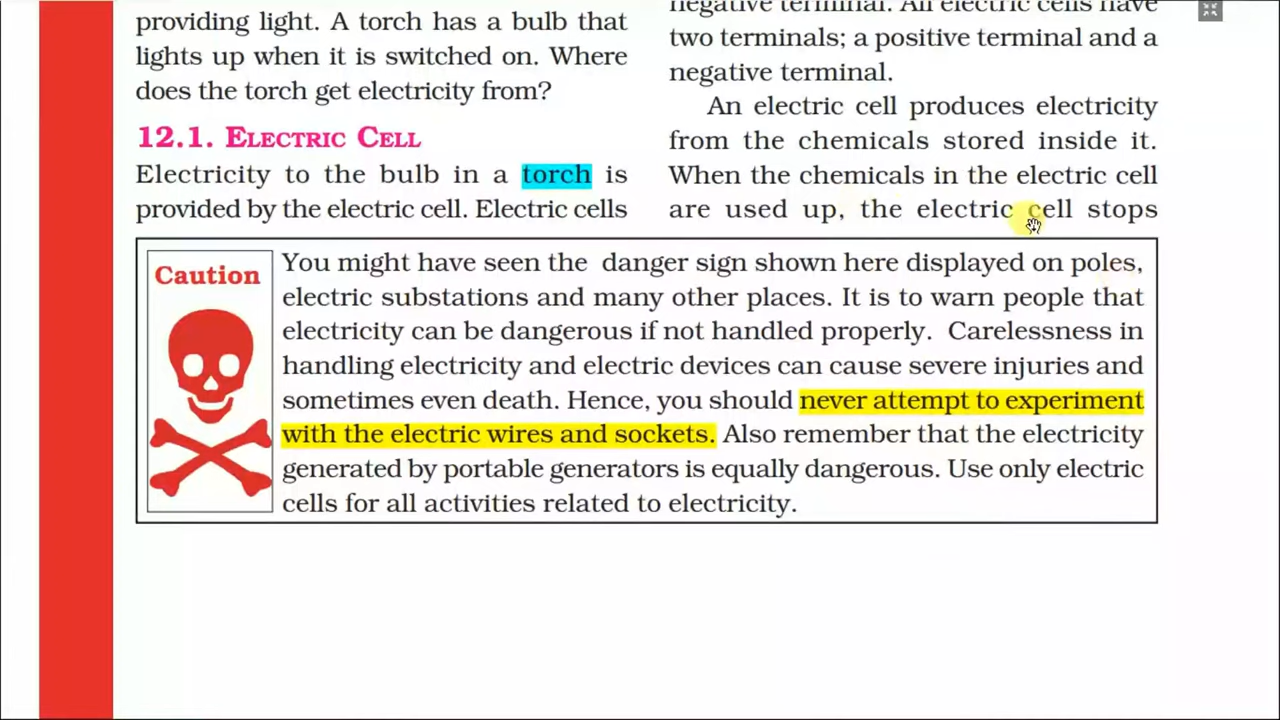 providing light. A torch has a bulb that
lights up when it is switched on. Where
does the torch get electricity from?
12.1. ELECTRIC CELL
Electricity to the bulb in a torch is
provided by the electric cell. Electric cells
negative terminal. All electric cells have
two terminals; a positive terminal and a
negative terminal.
An electric cell produces electricity
from the chemicals stored inside it.
When the chemicals in the electric cell
are used up, the electric cell stops
Caution
You might have seen the danger sign shown here displayed on poles,
electric substations and many other places. It is to warn people that
electricity can be dangerous if not handled properly. Carelessness in
handling electricity and electric devices can cause severe injuries and
sometimes even death. Hence, you should never attempt to experiment
with the electric wires and sockets. Also remember that the electricity
generated by portable generators is equally dangerous. Use only electric
cells for all activities related to electricity.